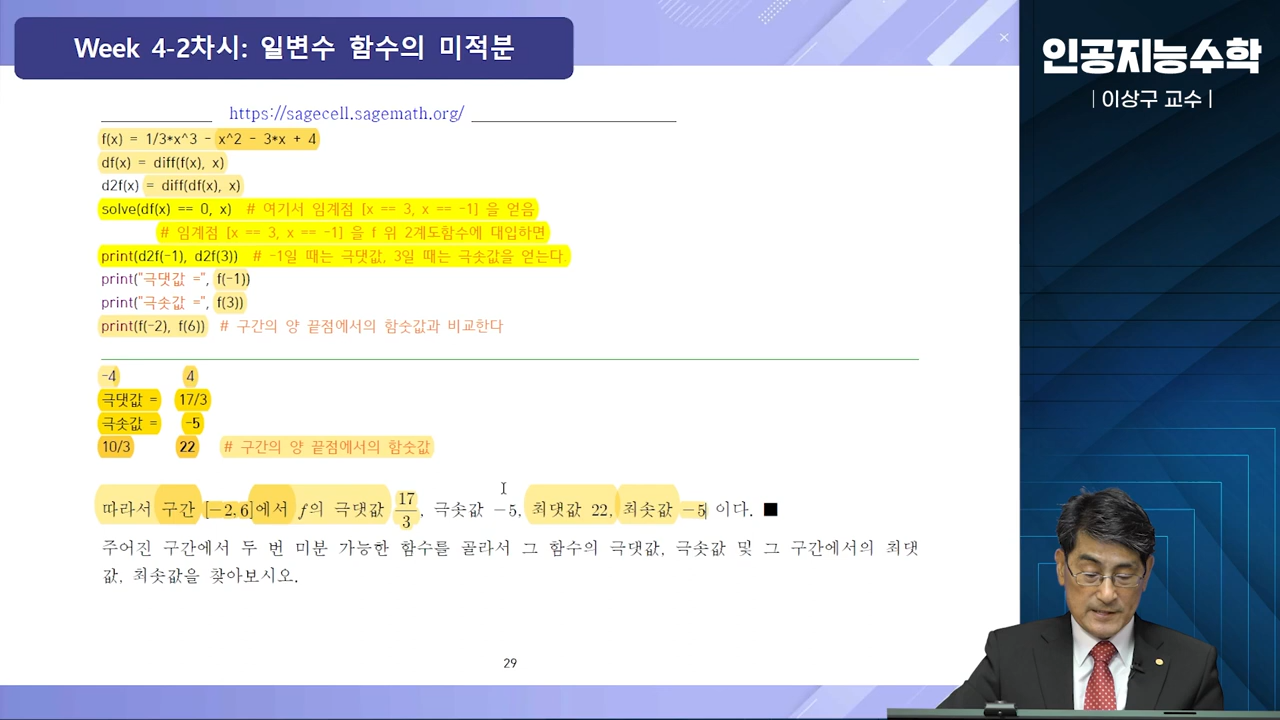 Week 4-2차시: 일변수 함수의 미적분
인공지능수학
| 이상구 교수 |
https://sagecell.sagemath.org/
f(x) = 1/3*x^3 - x^2 - 3*x + 4
df(x) = diff(f(x), x)
d2f(x) = diff(df(x), x)
solve(df(x) == 0, x) # 여기서 임계점 [x == 3, x == -1] 을 얻음
# 임계점 [x == 3, x == -1] 을 f 위 2계도함수에 대입하면
print(d2f(-1), d2f(3)) # -1일 때는 극댓값, 3일 때는 극솟값을 얻는다.
print("극댓값 =", f(-1))
print("극솟값 =", f(3))
print(f(-2), f(6)) # 구간의 양 끝점에서의 함숫값과 비교한다
-4 4
극댓값 = 17/3
극솟값 = -5
10/3 22 # 구간의 양 끝점에서의 함숫값
따라서 구간 [−2, 6]에서 f의 극댓값 17/3, 극솟값 −5, 최댓값 22, 최솟값 −5 이다. ■
주어진 구간에서 두 번 미분 가능한 함수를 골라서 그 함수의 극댓값, 극솟값 및 그 구간에서의 최댓
값, 최솟값을 찾아보시오.
29